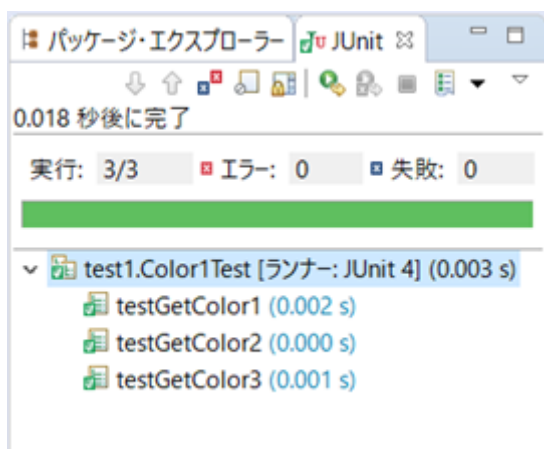 パッケージ・エクスプローラー JUnit
0.018 秒後に完了
実行: 3/3 エラー: 0 失敗: 0
test1.Color1Test [ランナー: JUnit 4] (0.003 s)
testGetColor1 (0.002 s)
testGetColor2 (0.000 s)
testGetColor3 (0.001 s)